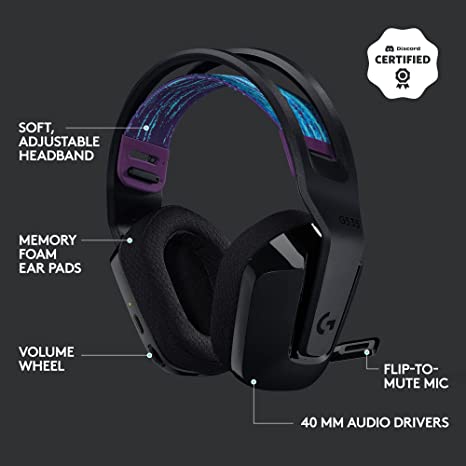 Discord
CERTIFIED
SOFT,
ADJUSTABLE
HEADBAND
G535
MEMORY
FOAM
EAR PADS
VOLUME
WHEEL
FLIP-TO-
MUTE MIC
40 MM AUDIO DRIVERS